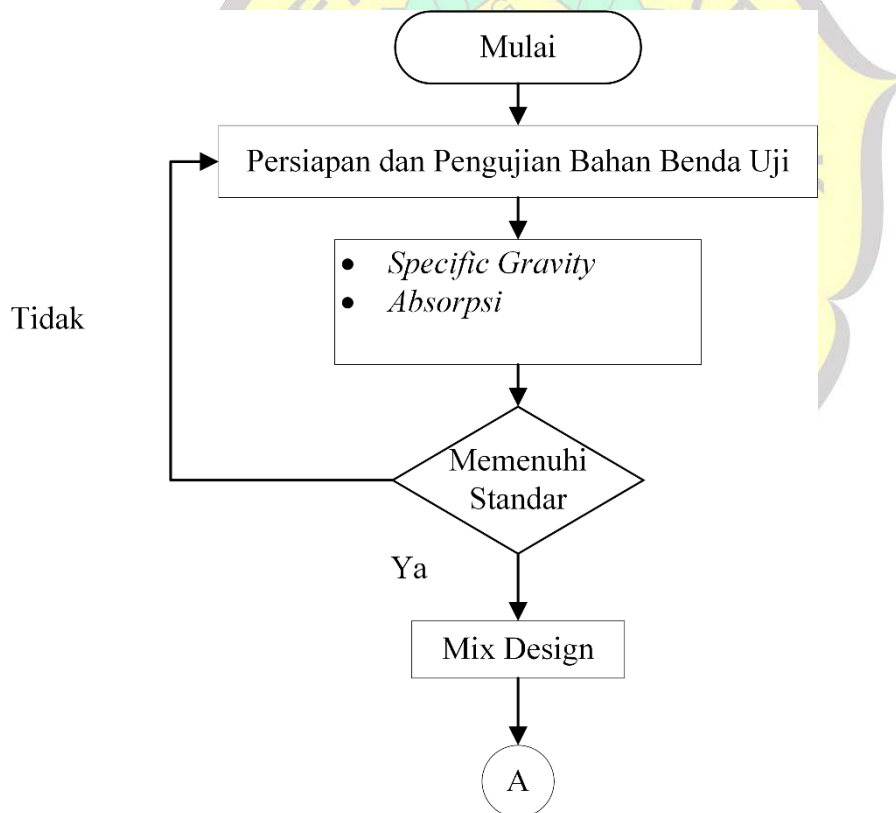 Mulai
Persiapan dan Pengujian Bahan Benda Uji
• Specific Gravity
• Absorpsi
Tidak
Memenuhi
Standar
Ya
Mix Design
A